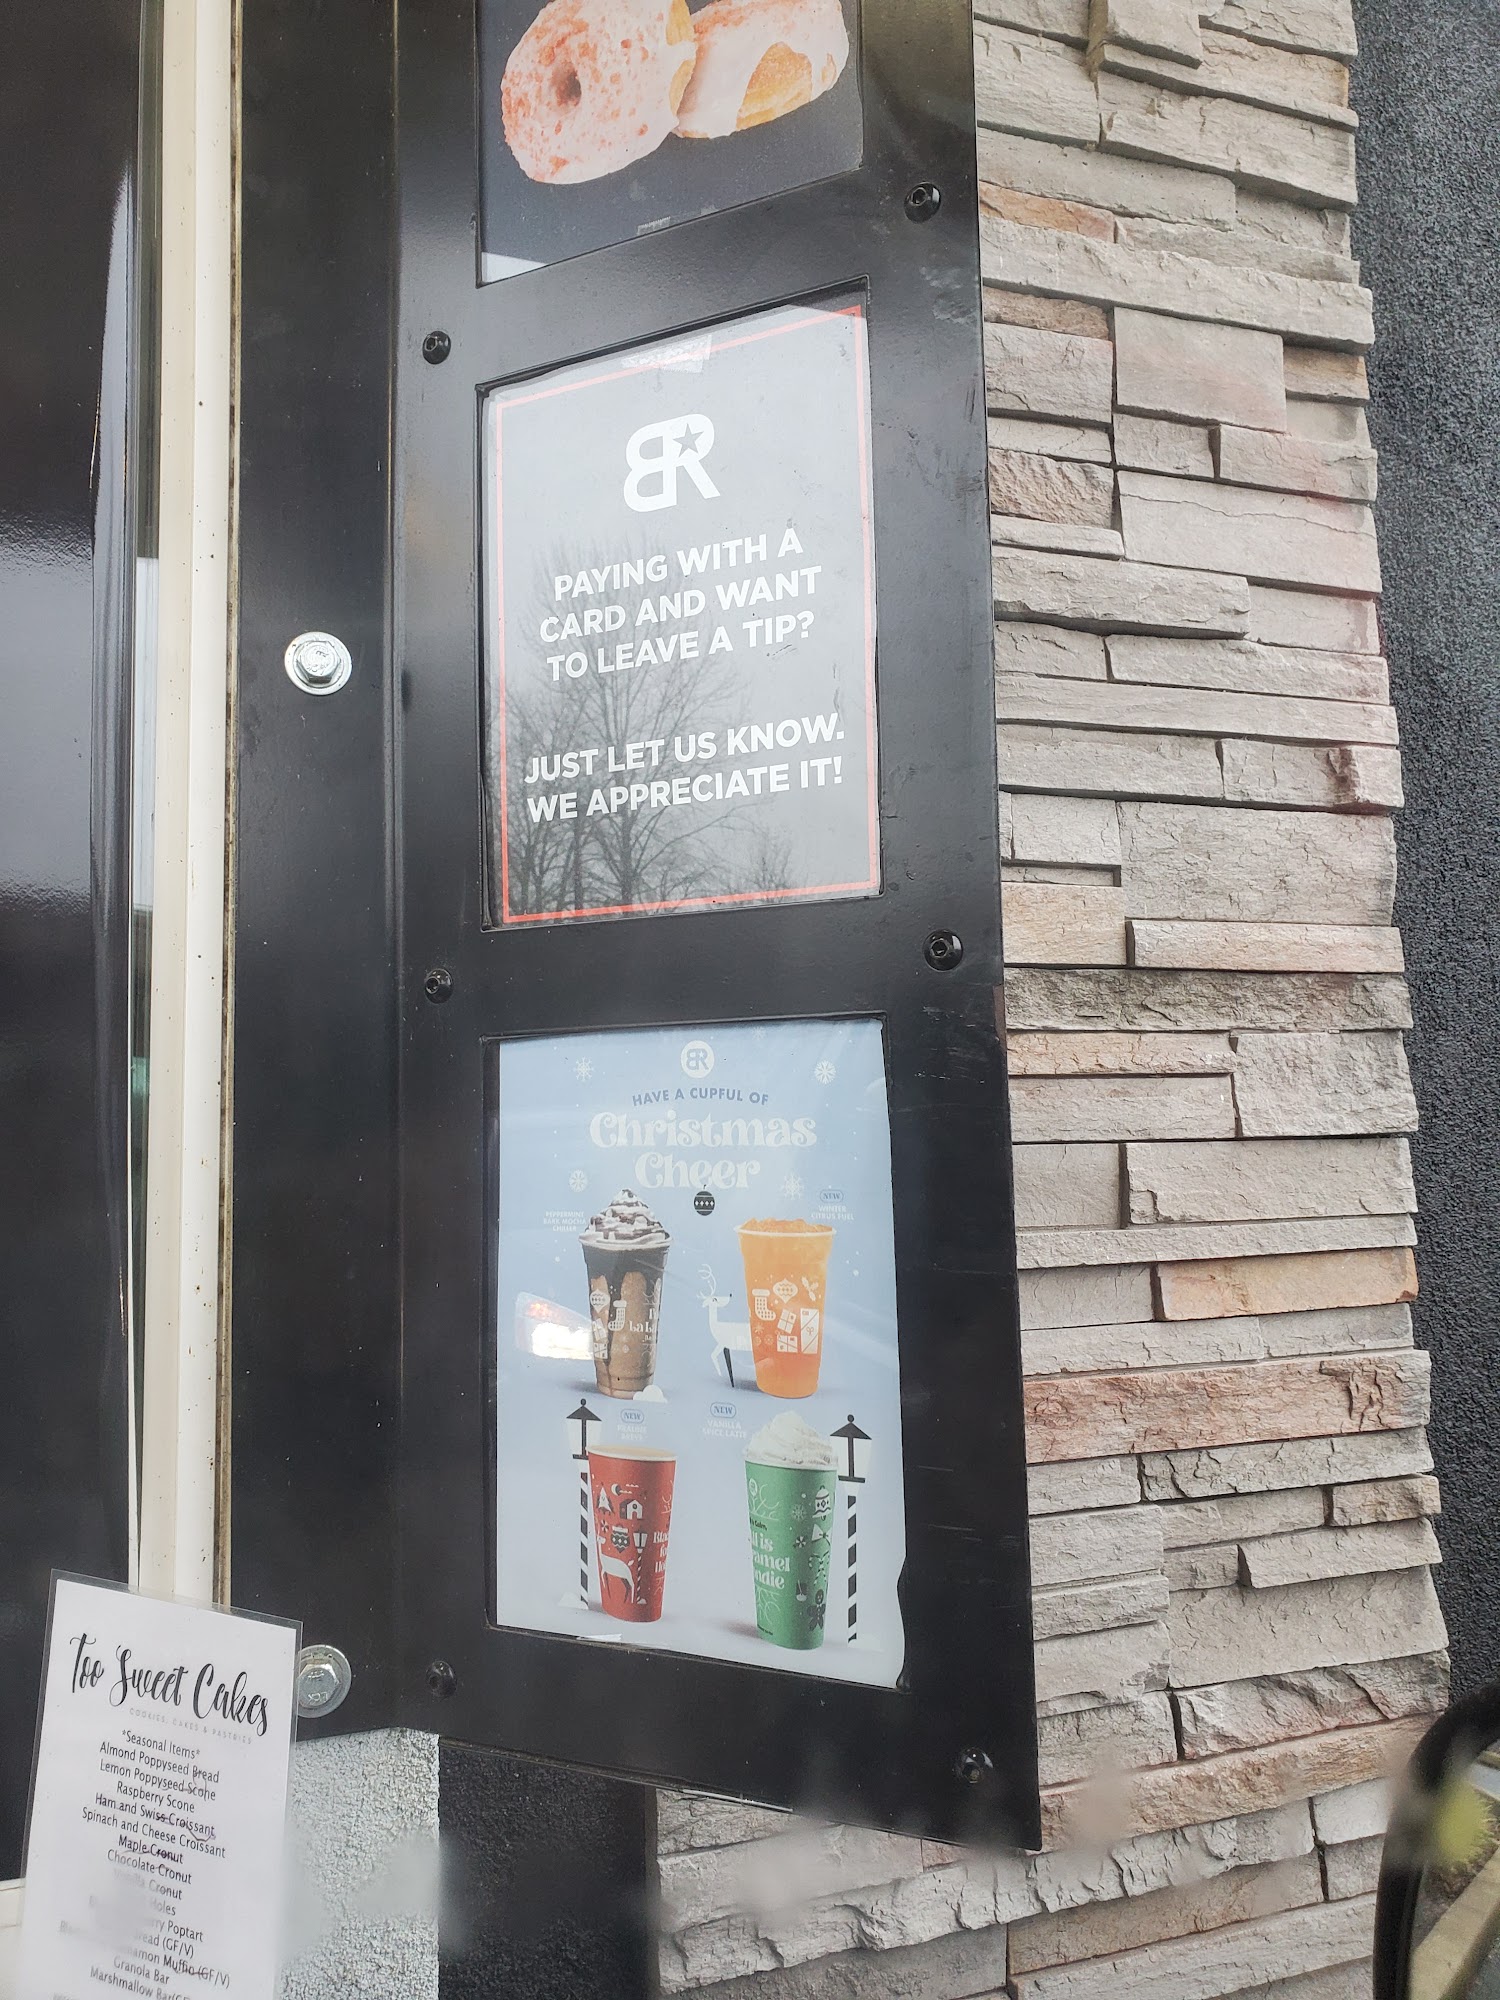 BR
PAYING WITH A
CARD AND WANT
TO LEAVE A TIP?
JUST LET US KNOW.
WE APPRECIATE IT!
BR
HAVE A CUPFUL OF
Christmas
Cheer
PEPPERMINT
BARK MOCHA
NEW
WINTER
CITRUS FUEL
NEW
NEW
VANILLA
SPICE LATTE
Too Sweet Cakes
COOKIES, CAKES & PASTRIES
*Seasonal Items*
Almond Poppyseed Bread
Lemon Poppyseed Scone
Raspberry Scone
Ham and Swiss Croissant
Spinach and Cheese Croissant
Maple Cronut
Chocolate Cronut
Cronut
Holes
Poptart
(GF/V)
Muffin (GF/V)
Granola Bar
Marshmallow Bar